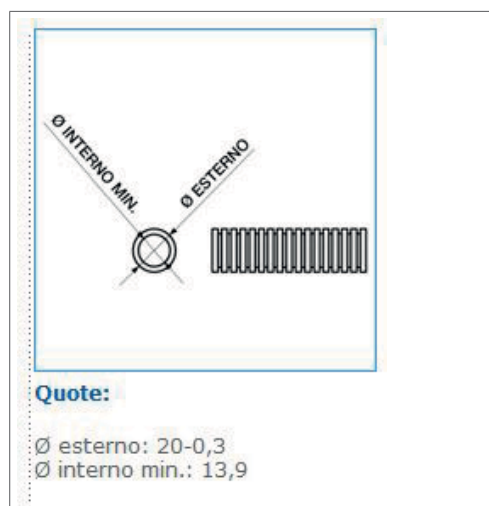 Ø INTERNO MIN.
Ø ESTERNO
Quote:
Ø esterno: 20-0,3
Ø interno min.: 13,9